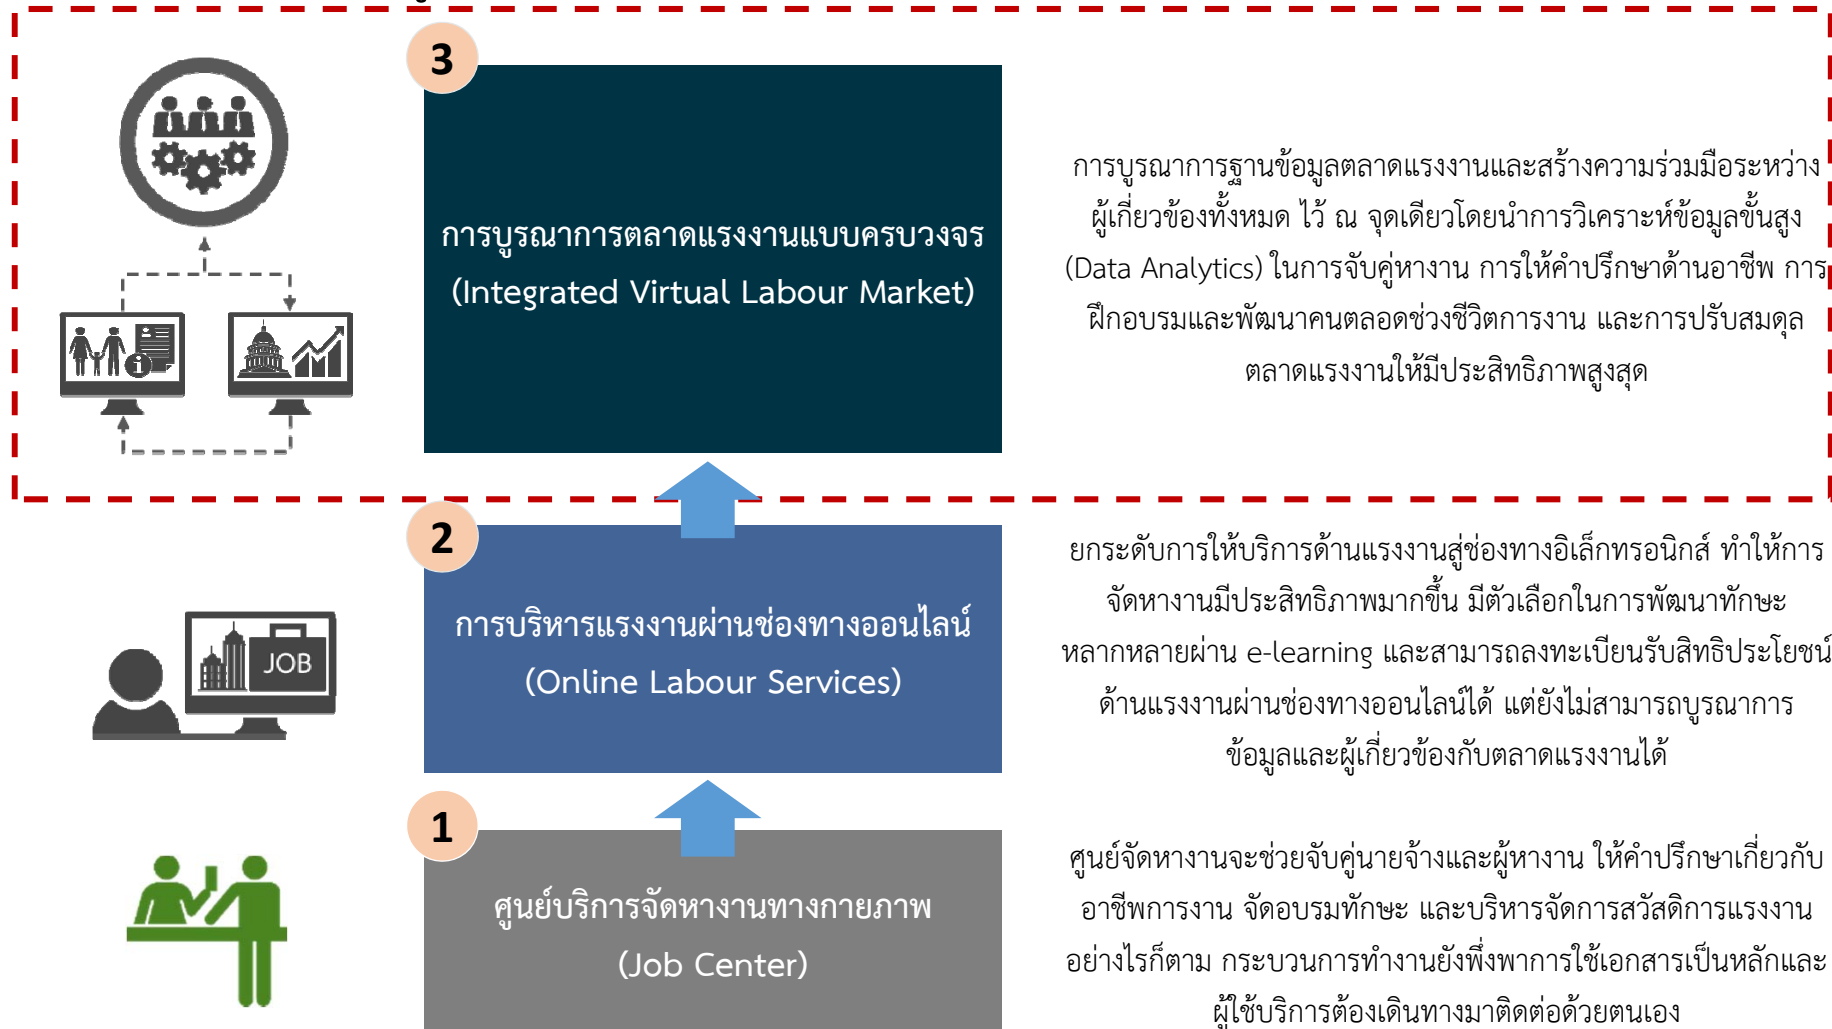 3
การบูรณาการตลาดแรงงานแบบครบวงจร
(Integrated Virtual Labour Market)
การบูรณาการฐานข้อมูลตลาดแรงงานและสร้างความร่วมมือระหว่าง
ผู้เกี่ยวข้องทั้งหมด ไว้ ณ จุดเดียวโดยนำการวิเคราะห์ข้อมูลขั้นสูง
(Data Analytics) ในการจับคู่หางาน การให้คำปรึกษาด้านอาชีพ การ
ฝึกอบรมและพัฒนาคนตลอดช่วงชีวิตการงาน และการปรับสมดุล
ตลาดแรงงานให้มีประสิทธิภาพสูงสุด
2
การบริหารแรงงานผ่านช่องทางออนไลน์
(Online Labour Services)
JOB
ยกระดับการให้บริการด้านแรงงานสู่ช่องทางอิเล็กทรอนิกส์ ทำให้การ
จัดหางานมีประสิทธิภาพมากขึ้น มีตัวเลือกในการพัฒนาทักษะ
หลากหลายผ่าน e-learning และสามารถลงทะเบียนรับสิทธิประโยชน์
ด้านแรงงานผ่านช่องทางออนไลน์ได้ แต่ยังไม่สามารถบูรณาการ
ข้อมูลและผู้เกี่ยวข้องกับตลาดแรงงานได้
1
ศูนย์บริการจัดหางานทางกายภาพ
(Job Center)
ศูนย์จัดหางานจะช่วยจับคู่นายจ้างและผู้หางาน ให้คำปรึกษาเกี่ยวกับ
อาชีพการงาน จัดอบรมทักษะ และบริหารจัดการสวัสดิการแรงงาน
อย่างไรก็ตาม กระบวนการทำงานยังพึ่งพาการใช้เอกสารเป็นหลักและ
ผู้ใช้บริการต้องเดินทางมาติดต่อด้วยตนเอง